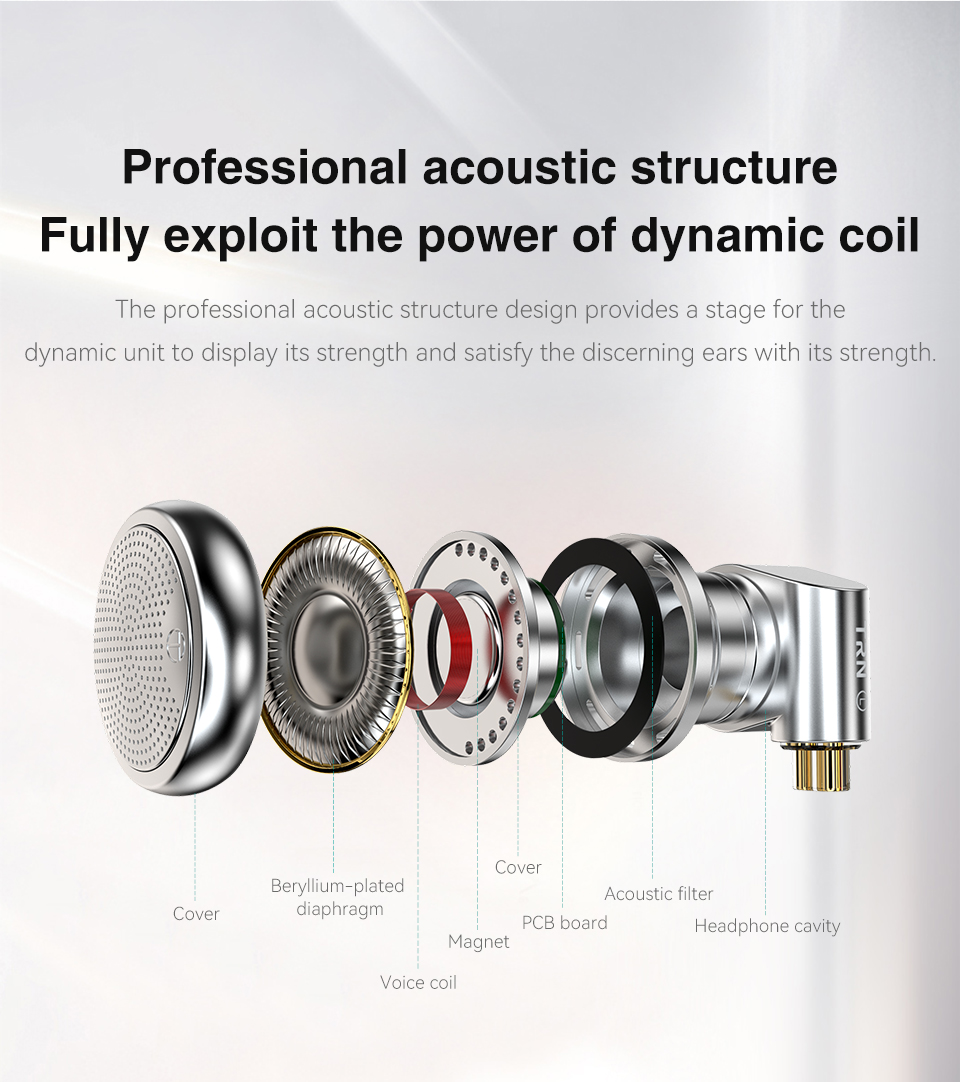 Professional acoustic structure
Fully exploit the power of dynamic coil
The professional acoustic structure design provides a stage for the
dynamic unit to display its strength and satisfy the discerning ears with its strength.
TRN
Cover
Beryllium-plated
diaphragm
Voice coil
Magnet
Cover
PCB board
Acoustic filter
Headphone cavity